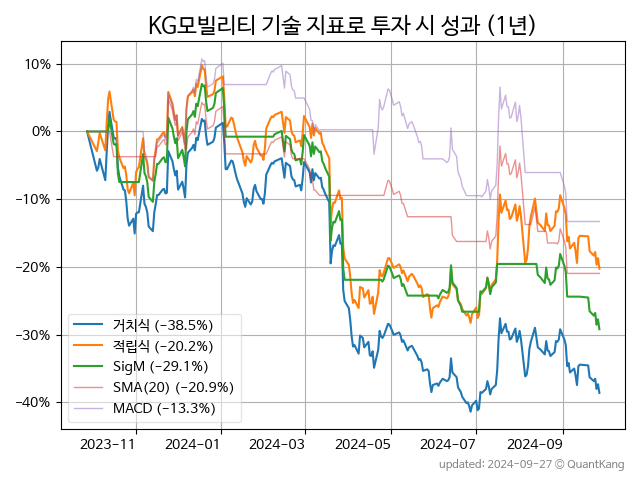 KG모빌리티 기술 지표로 투자 시 성과 (1년)
10%
0%
−10%
−20%
−30%
−40%
거치식 (−38.5%)
적립식 (−20.2%)
SigM (−29.1%)
SMA(20) (−20.9%)
MACD (−13.3%)
2023−11 2024−01 2024−03 2024−05 2024−07 2024−09
updated: 2024−09−27 © QuantKang